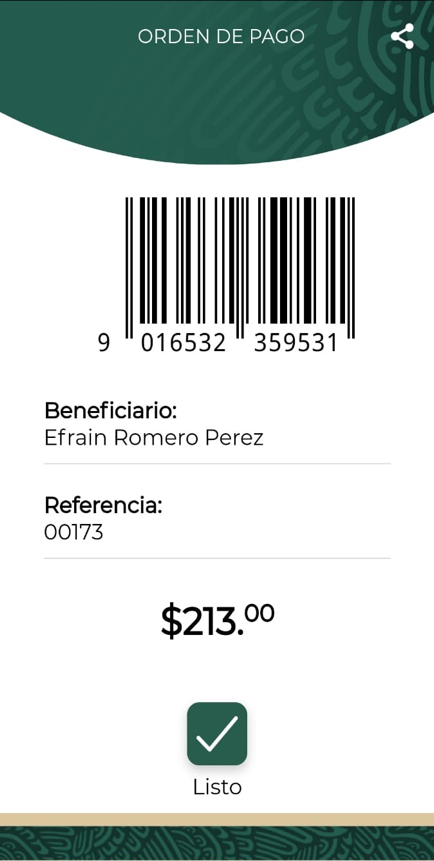 ORDEN DE PAGO
9 016532 359531
Beneficiario:
Efrain Romero Perez
Referencia:
00173
$213.00
Listo